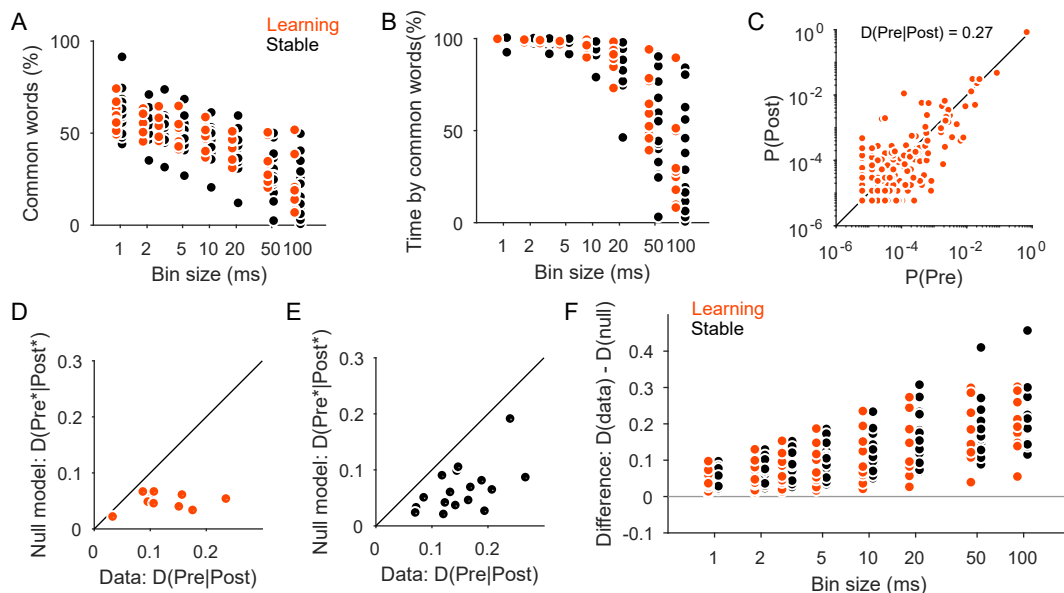 A
Learning
Stable
Common words (%)
100
50
0
1 2 5 10 20 50 100
Bin size (ms)
B
Time by common words(%)
100
50
0
1 2 5 10 20 50 100
Bin size (ms)
C
D(Pre|Post) = 0.27
P(Post)
10^0
10^-2
10^-4
10^-6
10^-6 10^-4 10^-2 10^0
P(Pre)
D
Null model: D(Pre*|Post*)
0.3
0.2
0.1
0
0 0.1 0.2
Data: D(Pre|Post)
E
Null model: D(Pre*|Post*)
0.3
0.2
0.1
0
0 0.1 0.2
Data: D(Pre|Post)
F
Learning
Stable
Difference: D(data) - D(null)
0.4
0.3
0.2
0.1
0
-0.1
1 2 5 10 20 50 100
Bin size (ms)